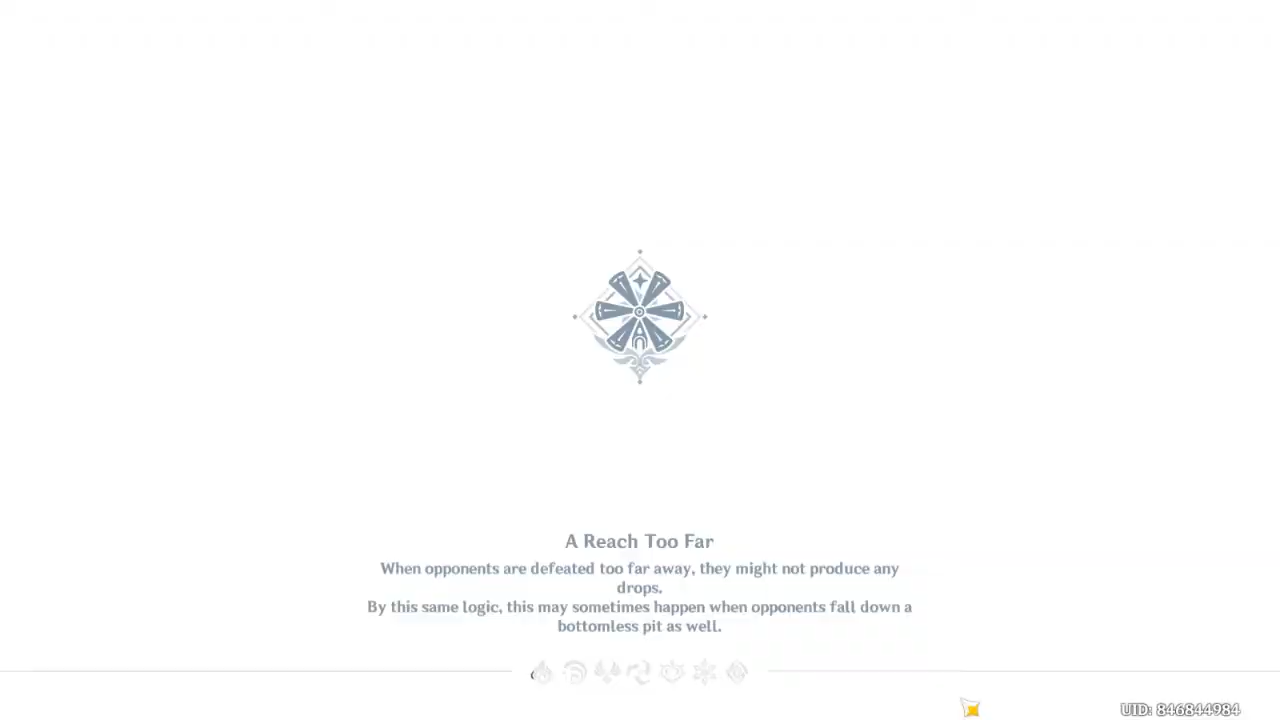 A Reach Too Far
When opponents are defeated too far away, they might not produce any
drops.
By this same logic, this may sometimes happen when opponents fall down a
bottomless pit as well.
UID: 846844984